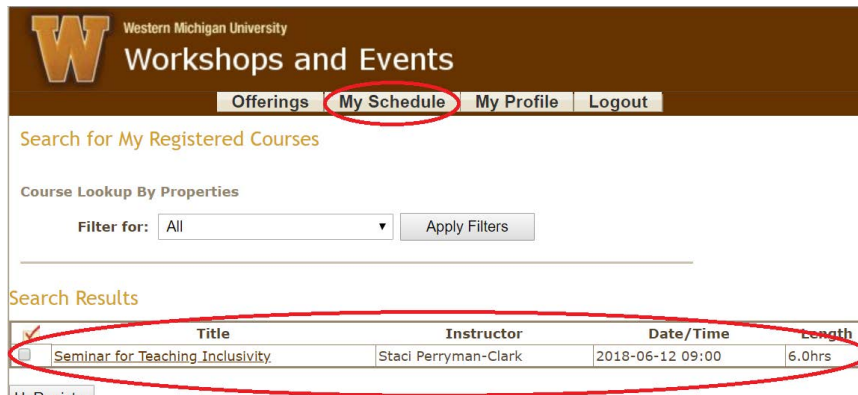 Western Michigan University
Workshops and Events
Offerings My Schedule My Profile Logout
Search for My Registered Courses
Course Lookup By Properties
Filter for: All Apply Filters
Search Results
Title Instructor Date/Time Length
Seminar for Teaching Inclusivity Staci Perryman-Clark 2018-06-12 09:00 6.0hrs